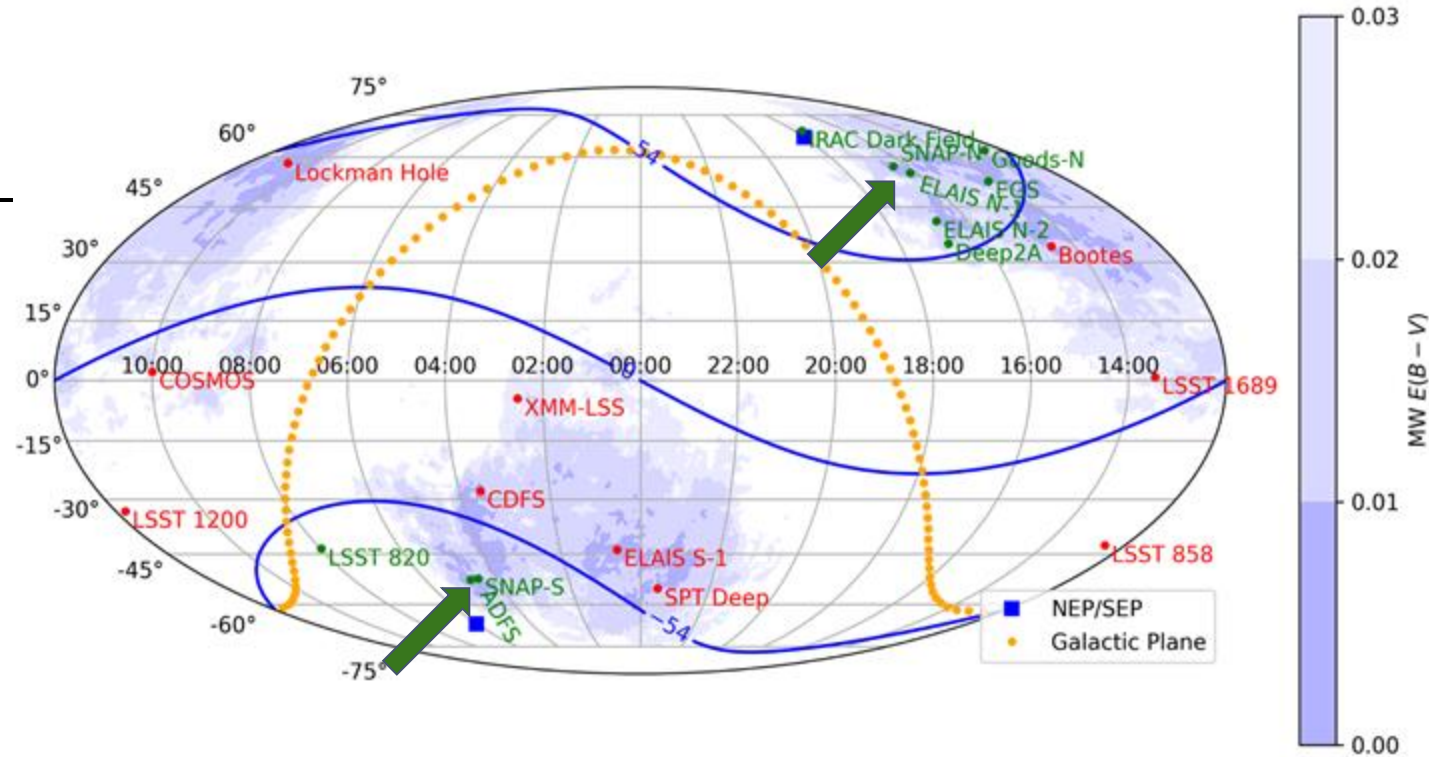 75°
60°
45°
30°
15°
0°
-15°
-30°
-45°
-60°
-75°
10:00 08:00 06:00 04:00 02:00 00:00 22:00 20:00 18:00 16:00 14:00
54
0
−54
IRAC Dark Field
SNAP-N
Goods-N
Lockman Hole
ELAIS N-1
EGS
ELAIS N-2
Deep2A
Bootes
COSMOS
LSST 1689
XMM-LSS
CDFS
LSST 1200
LSST 820
ELAIS S-1
LSST 858
SNAP-S
ADFS
SPT Deep
NEP/SEP
Galactic Plane
0.03
0.02
0.01
0.00
MW E(B − V)